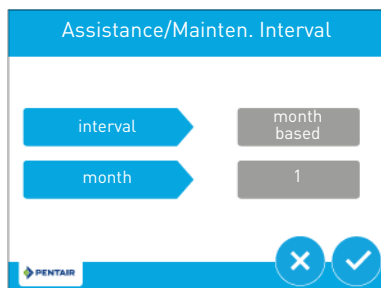 Assistance/Mainten. Interval
interval
month
based
month
1
PENTAIR